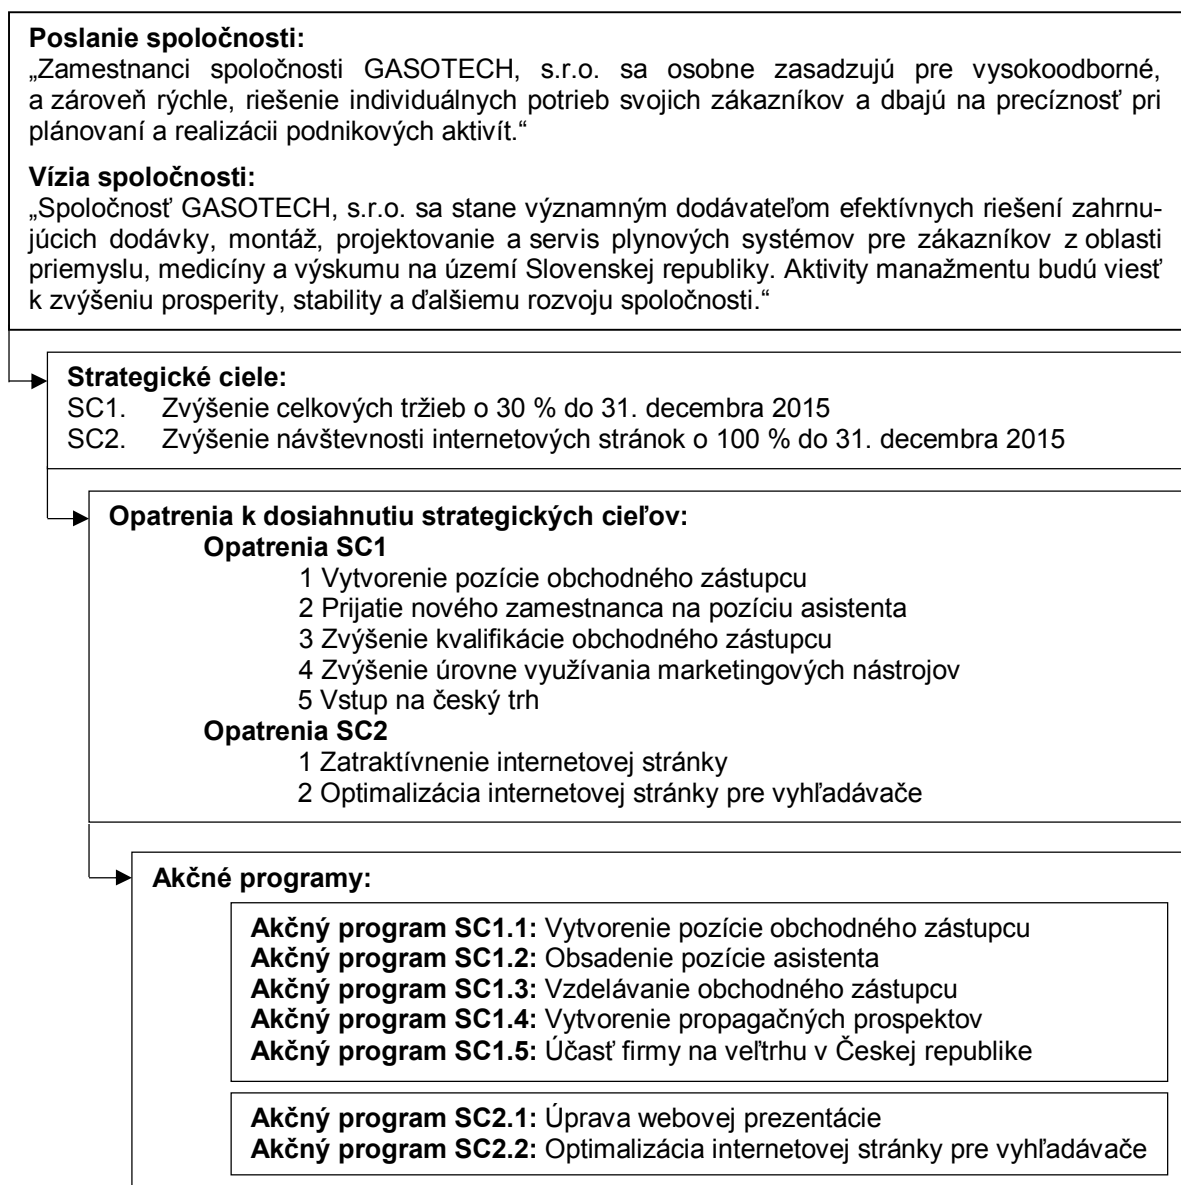 Poslanie spoločnosti:
„Zamestnanci spoločnosti GASOTECH, s.r.o. sa osobne zasadzujú pre vysokoodborné,
a zároveň rýchle, riešenie individuálnych potrieb svojich zákazníkov a dbajú na precíznosť pri
plánovaní a realizácii podnikových aktivít.“
Vízia spoločnosti:
„Spoločnosť GASOTECH, s.r.o. sa stane významným dodávateľom efektívnych riešení zahrnu-
júcich dodávky, montáž, projektovanie a servis plynových systémov pre zákazníkov z oblasti
priemyslu, medicíny a výskumu na území Slovenskej republiky. Aktivity manažmentu budú viesť
k zvýšeniu prosperity, stability a ďalšiemu rozvoju spoločnosti.“
Strategické ciele:
SC1. Zvýšenie celkových tržieb o 30 % do 31. decembra 2015
SC2. Zvýšenie návštevnosti internetových stránok o 100 % do 31. decembra 2015
Opatrenia k dosiahnutiu strategických cieľov:
Opatrenia SC1
1 Vytvorenie pozície obchodného zástupcu
2 Prijatie nového zamestnanca na pozíciu asistenta
3 Zvýšenie kvalifikácie obchodného zástupcu
4 Zvýšenie úrovne využívania marketingových nástrojov
5 Vstup na český trh
Opatrenia SC2
1 Zatraktívnenie internetovej stránky
2 Optimalizácia internetovej stránky pre vyhľadávače
Akčné programy:
Akčný program SC1.1: Vytvorenie pozície obchodného zástupcu
Akčný program SC1.2: Obsadenie pozície asistenta
Akčný program SC1.3: Vzdelávanie obchodného zástupcu
Akčný program SC1.4: Vytvorenie propagačných prospektov
Akčný program SC1.5: Účasť firmy na veľtrhu v Českej republike
Akčný program SC2.1: Úprava webovej prezentácie
Akčný program SC2.2: Optimalizácia internetovej stránky pre vyhľadávače